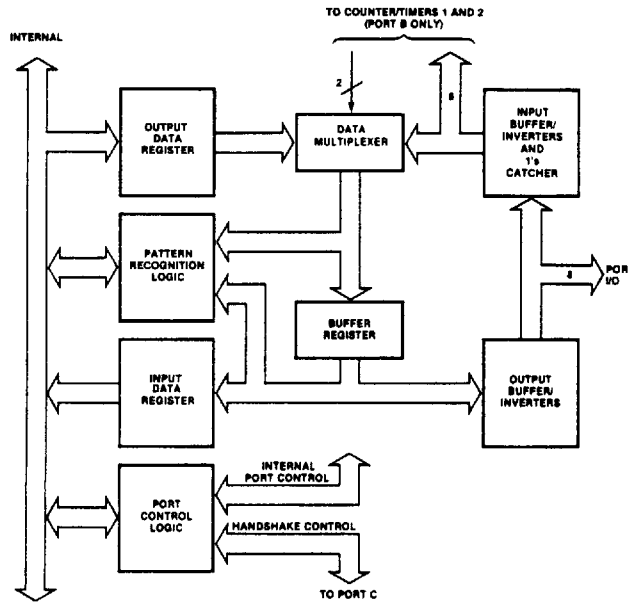 TO COUNTER/TIMERS 1 AND 2
(PORT B ONLY)
INTERNAL
2
6
OUTPUT
DATA
REGISTER
DATA
MULTIPLEXER
INPUT
BUFFER/
INVERTERS
AND
1's
CATCHER
PATTERN
RECOGNITION
LOGIC
8
POR
I/O
BUFFER
REGISTER
INPUT
DATA
REGISTER
OUTPUT
BUFFER/
INVERTERS
PORT
CONTROL
LOGIC
INTERNAL
PORT CONTROL
HANDSHAKE CONTROL
TO PORT C